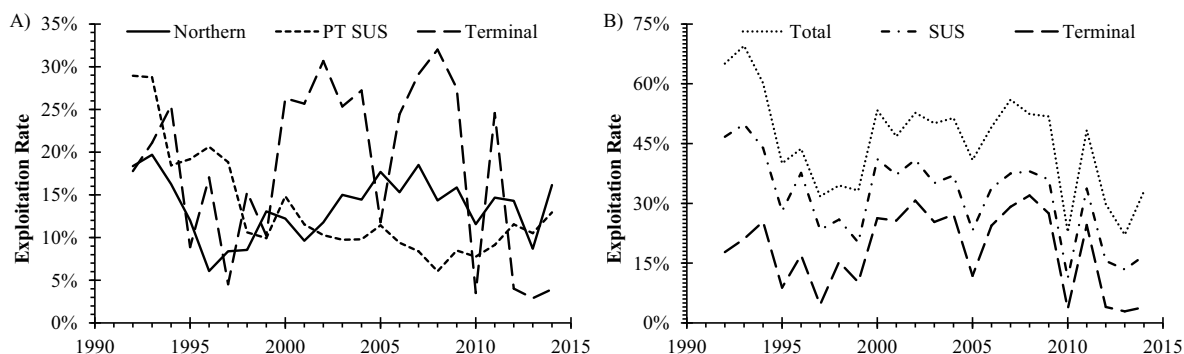 A)
Exploitation Rate
35%
30%
25%
20%
15%
10%
5%
0%
Northern PT SUS Terminal
1990 1995 2000 2005 2010 2015
B)
Exploitation Rate
75%
60%
45%
30%
15%
0%
Total SUS Terminal
1990 1995 2000 2005 2010 2015